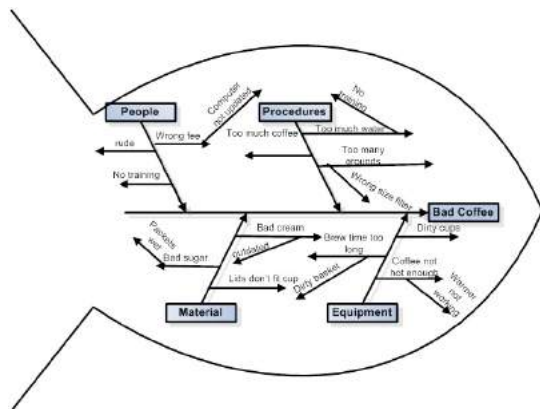 People
Procedures
Computer
not updated
No
training
Wrong fee
rude
No training
Too much coffee
Too much water
Too many
grounds
Wrong size filter
Bad Coffee
Packets
wet
Bad sugar
Bad cream
outdated
Lids don't fit cup
Brew time too
long
Dirty basket
Dirty cups
Coffee not
hot enough
Warmer
not
working
Material
Equipment